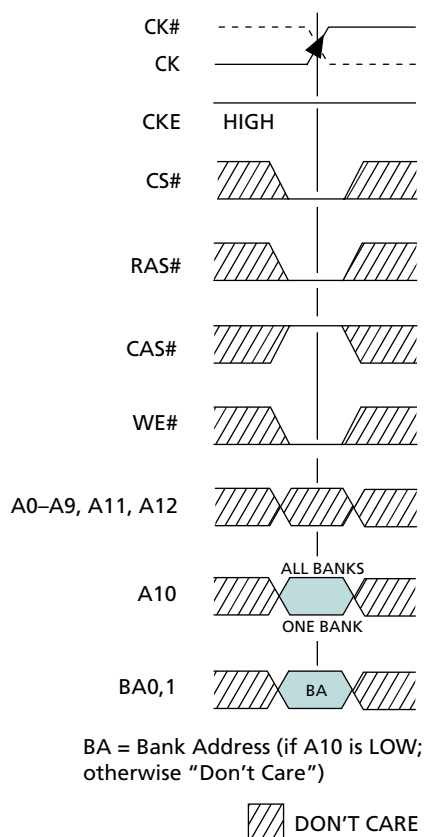 CK#
CK
CKE HIGH
CS#
RAS#
CAS#
WE#
A0–A9, A11, A12
ALL BANKS
A10
ONE BANK
BA0,1 BA
BA = Bank Address (if A10 is LOW;
otherwise “Don’t Care”)
DON’T CARE